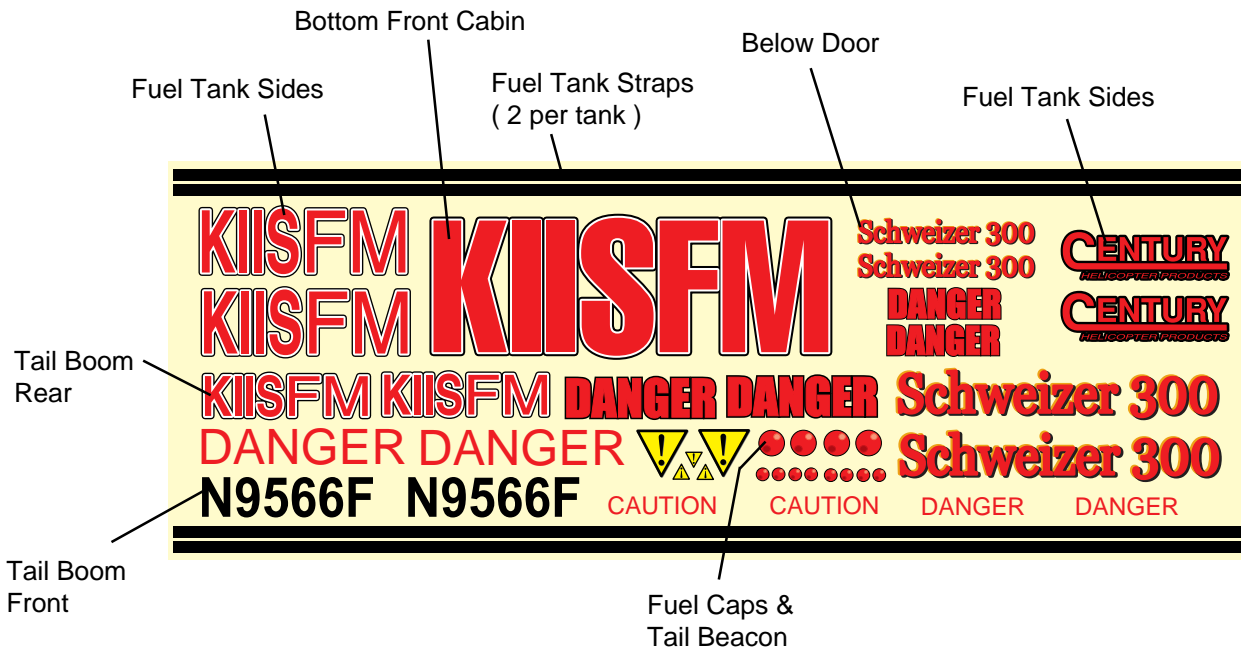 Bottom Front Cabin
Below Door
Fuel Tank Sides
Fuel Tank Straps
( 2 per tank )
Fuel Tank Sides
KIISFM
KIISFM
Schweizer 300
Schweizer 300
CENTURY
HELICOPTER PRODUCTS
KIISFM
DANGER
DANGER
CENTURY
HELICOPTER PRODUCTS
Tail Boom
Rear
KIISFM KIISFM DANGER DANGER Schweizer 300
DANGER DANGER ! ! ! ! ! Schweizer 300
N9566F N9566F CAUTION CAUTION DANGER DANGER
Tail Boom
Front
Fuel Caps &
Tail Beacon